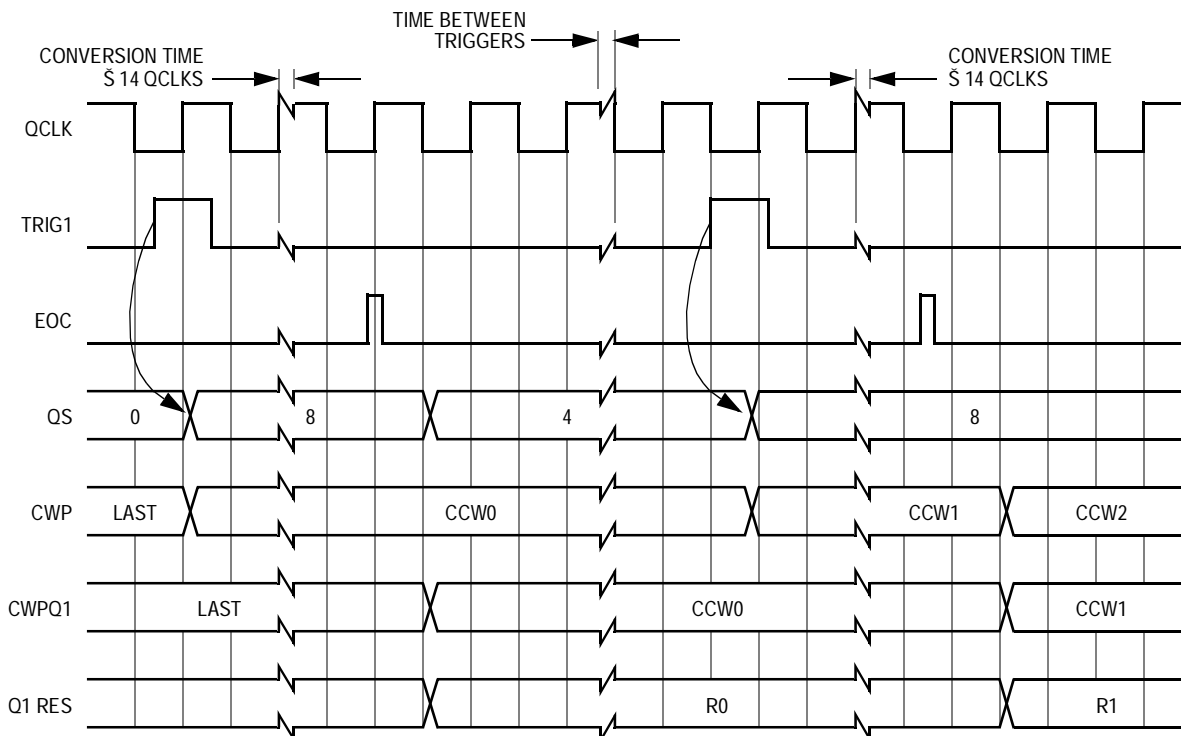 TIME BETWEEN
TRIGGERS
CONVERSION TIME
Š 14 QCLKS
CONVERSION TIME
Š 14 QCLKS
QCLK
TRIG1
EOC
QS 0 8 4 8
CWP LAST CCW0 CCW1 CCW2
CWPQ1 LAST CCW0 CCW1
Q1 RES R0 R1